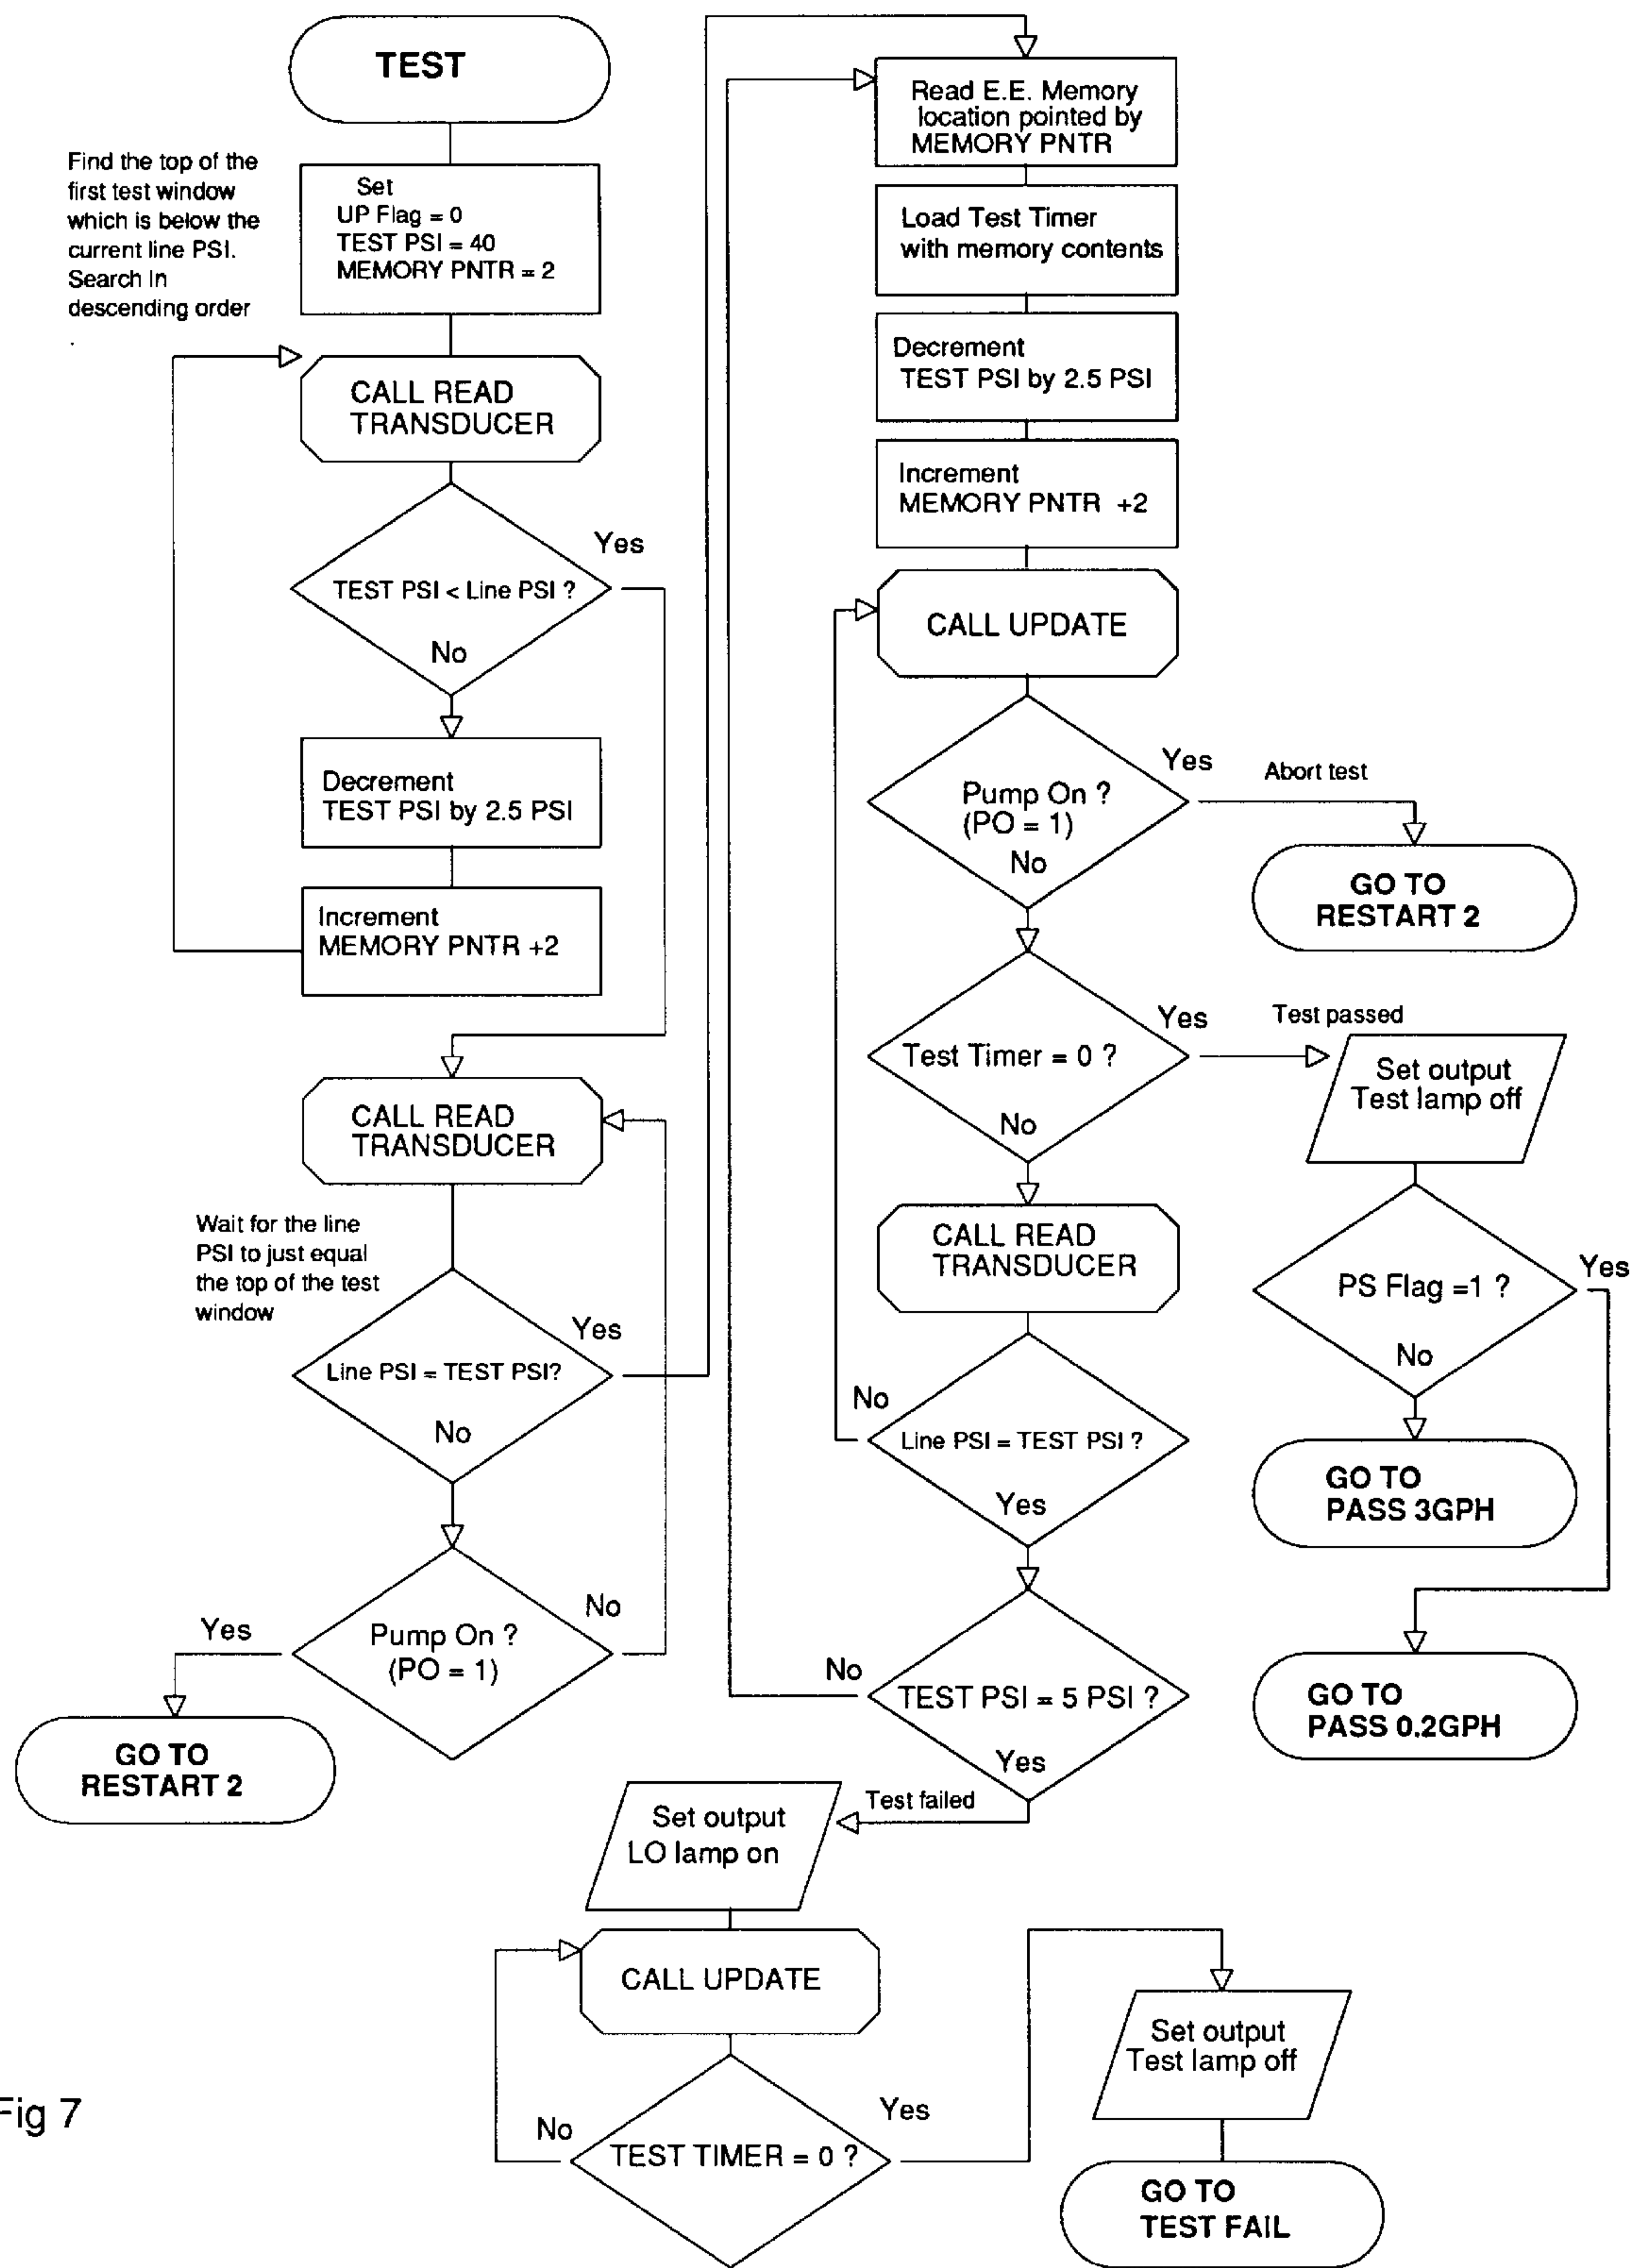 TEST
Find the top of the
first test window
which is below the
current line PSI.
Search In
descending order
.
Set
UP Flag = 0
TEST PSI = 40
MEMORY PNTR = 2
CALL READ
TRANSDUCER
Yes
TEST PSI < Line PSI ?
No
Decrement
TEST PSI by 2.5 PSI
Increment
MEMORY PNTR +2
CALL READ
TRANSDUCER
Wait for the line
PSI to just equal
the top of the test
window
Yes
Line PSI = TEST PSI?
No
No
Yes
Pump On ?
(PO = 1)
GO TO
RESTART 2
Read E.E. Memory
location pointed by
MEMORY PNTR
Load Test Timer
with memory contents
Decrement
TEST PSI by 2.5 PSI
Increment
MEMORY PNTR +2
CALL UPDATE
Yes
Abort test
Pump On ?
(PO = 1)
No
GO TO
RESTART 2
Yes
Test passed
Test Timer = 0 ?
No
Set output
Test lamp off
CALL READ
TRANSDUCER
Yes
PS Flag =1 ?
No
No
Line PSI = TEST PSI ?
Yes
GO TO
PASS 3GPH
No
TEST PSI = 5 PSI ?
Yes
GO TO
PASS 0.2GPH
Test failed
Set output
LO lamp on
CALL UPDATE
Yes
No
TEST TIMER = 0 ?
Set output
Test lamp off
GO TO
TEST FAIL
Fig 7